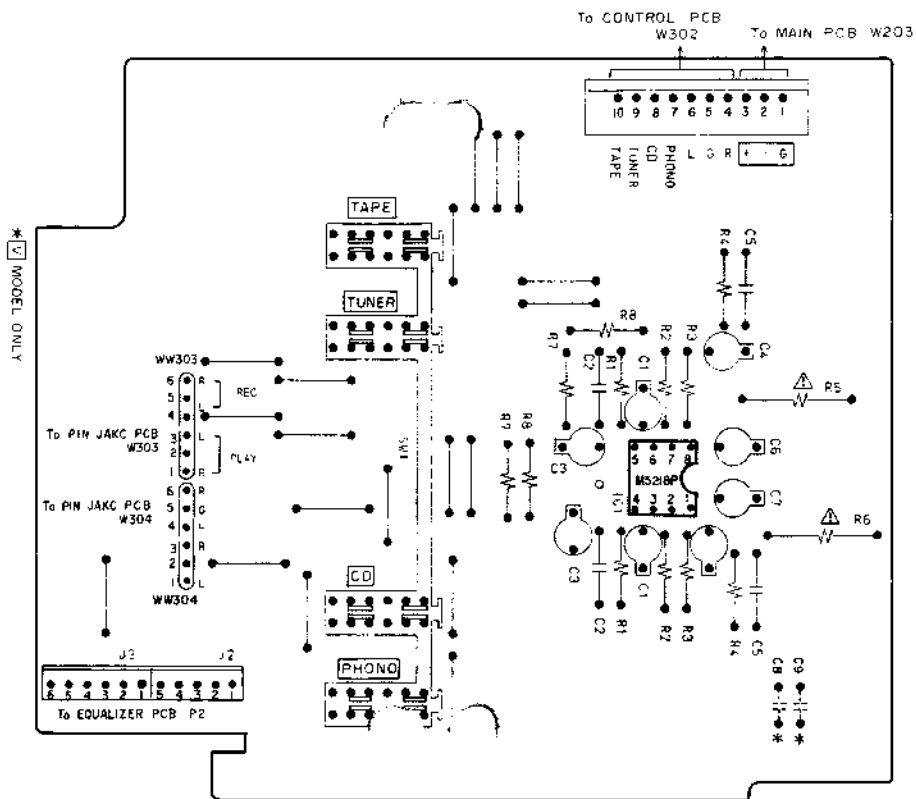 To CONTROL PCB
W302
To MAIN PCB W203
10 9 8 7 6 5 4 3 2 1
TAPE
TUNER
CD
PHONO
L G R + - G
* V MODEL ONLY
TAPE
TUNER
R4 C5
C4
R8
R7 C2 R1 C1 R2 R3
R5
WW303
6 R
5
REC
4 L
To PIN JAKC PCB
W303
3 L
2
PLAY
1 R
6 R
To PIN JAKC PCB
W304
5 G
4 L
3 R
2
1 L
WW304
SW1
R7 R8
C3
5 6 7 8
M5218P
4 3 2 1
IC1
C6
C7
R6
C3
C2 R1 C1 R2 R3
R4 C5
CD
PHONO
J3 J2
6 5 4 3 2 1 5 4 3 2 1
To EQUALIZER PCB P2
C8 C9
* *